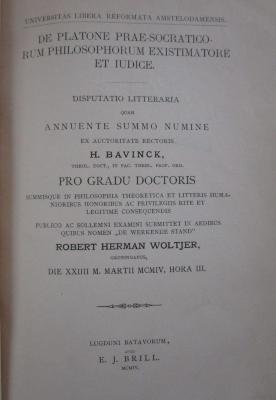 UNIVERSITAS LIBERA REFORMATA AMSTELODAMENSIS.
DE PLATONE PRAE-SOCRATICO-
RUM PHILOSOPHORUM EXISTIMATORE
ET IUDICE.
DISPUTATIO LITTERARIA
QUAM
ANNUENTE SUMMO NUMINE
EX AUCTORITATE RECTORIS
H. BAVINCK,
THEOL. DOCT., IN FAC. THEOL. PROF. ORD.
PRO GRADU DOCTORIS
SUMMISQUE IN PHILOSOPHIA THEORETICA ET LITTERIS HUMA-
NIORIBUS HONORIBUS AC PRIVILEGIIS RITE ET
LEGITIME CONSEQUENDIS
PUBLICO AC SOLLEMNI EXAMINI SUBMITTET IN AEDIBUS
QUIBUS NOMEN „DE WERKENDE STAND”
ROBERT HERMAN WOLTJER,
GRONINGANUS,
DIE XXIIII M. MARTII MCMIV, HORA III.
LUGDUNI BATAVORUM,
APUD
E. J. BRILL.
MCMIV.